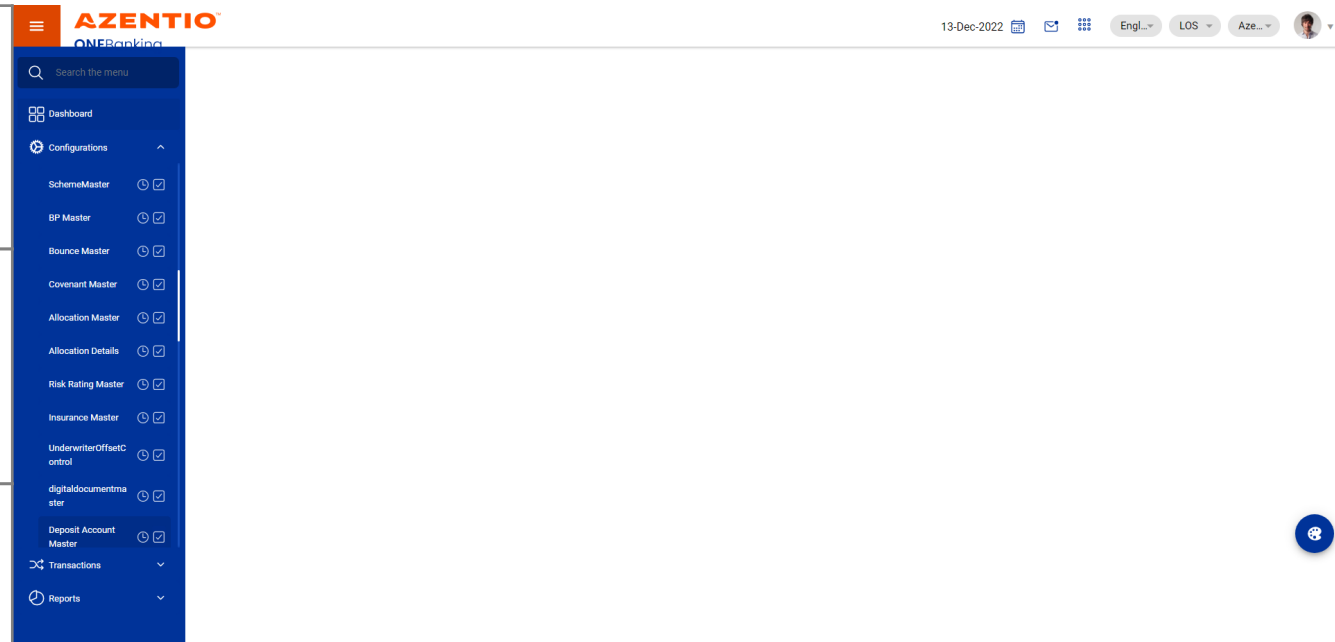 AZENTIO™
ONEBanking
13-Dec-2022
Engl...
LOS
Aze...
Search the menu
Dashboard
Configurations
SchemeMaster
BP Master
Bounce Master
Covenant Master
Allocation Master
Allocation Details
Risk Rating Master
Insurance Master
UnderwriterOffsetC
ontrol
digitaldocumentma
ster
Deposit Account
Master
Transactions
Reports